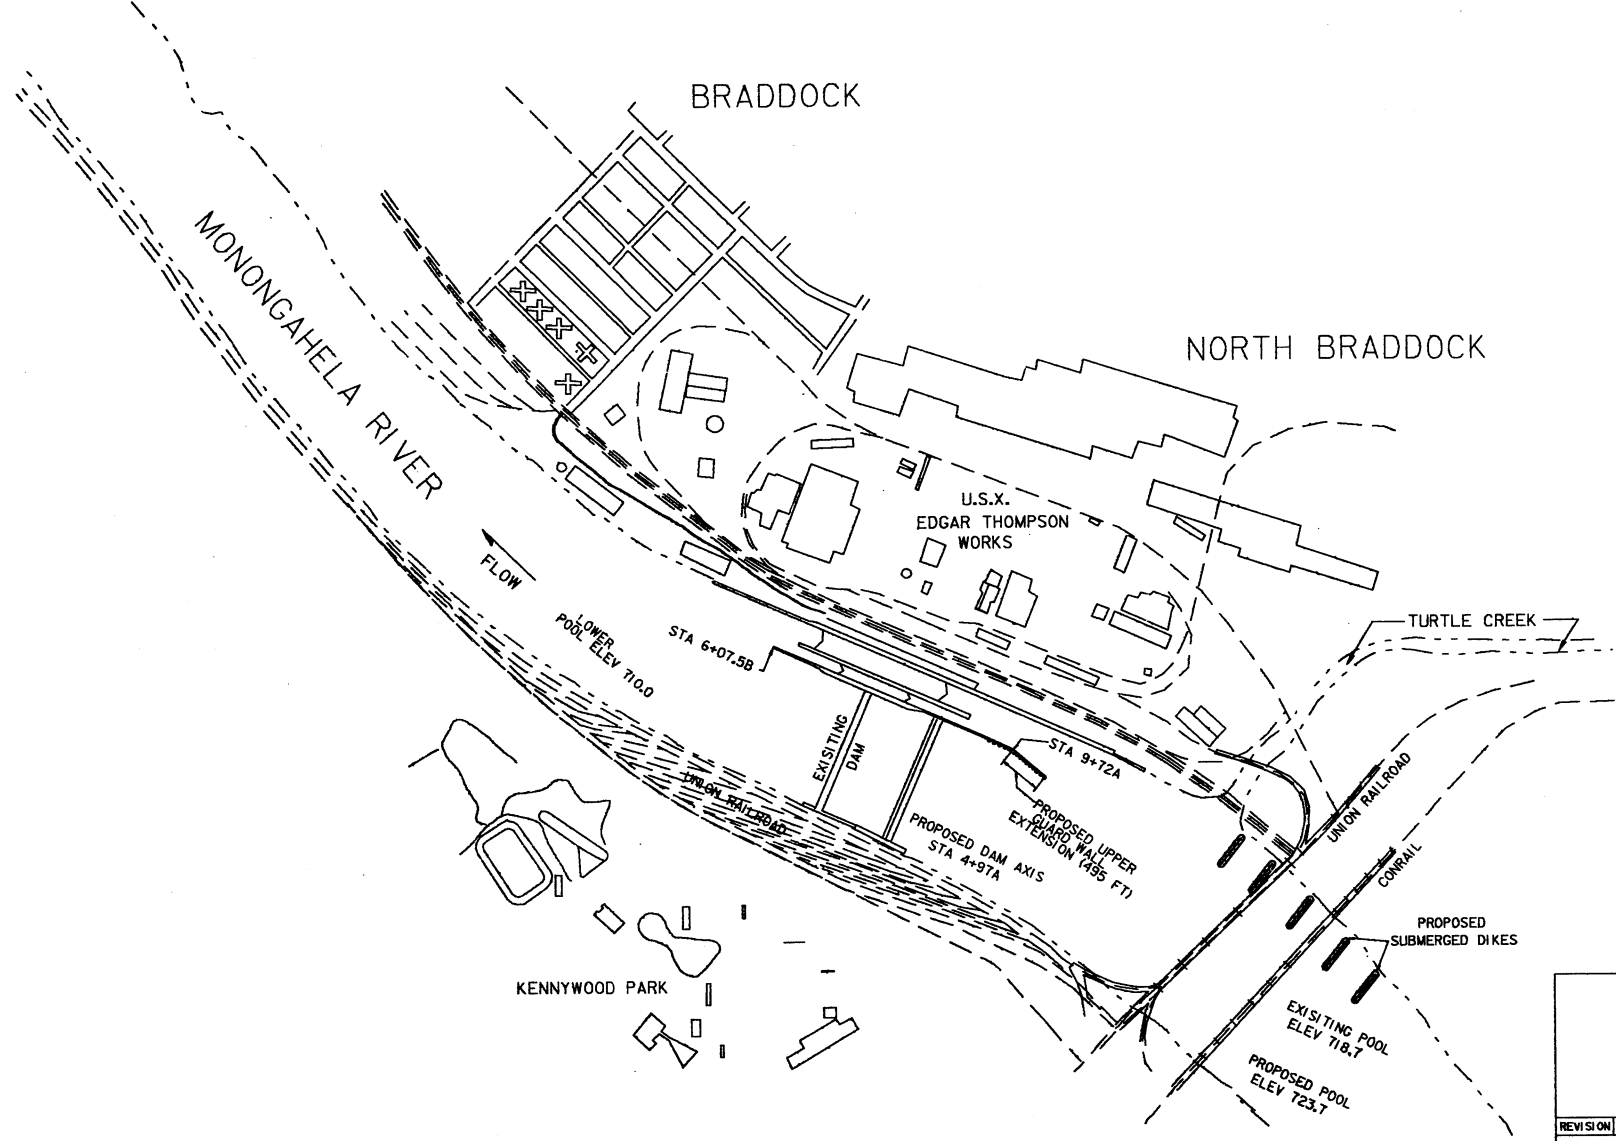 BRADDOCK
NORTH BRADDOCK
MONONGAHELA RIVER
U.S.X.
EDGAR THOMPSON
WORKS
FLOW
LOWER
POOL ELEV 710.0
STA 6+07.5B
TURTLE CREEK
EXISITING
DAM
STA 9+72A
UNION RAILROAD
PROPOSED UPPER
GUARD WALL
EXTENSION (495 FT)
PROPOSED DAM AXIS
STA 4+97A
UNION RAILROAD
CONRAIL
PROPOSED
SUBMERGED DIKES
KENNYWOOD PARK
EXISITING POOL
ELEV 718.7
PROPOSED POOL
ELEV 723.7
REVISION